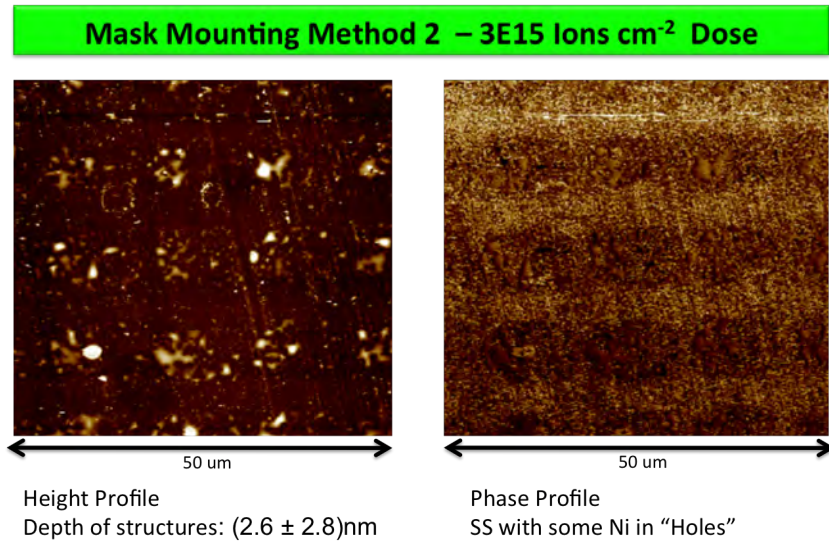 Mask Mounting Method 2 – 3E15 Ions cm-2 Dose
50 um
50 um
Height Profile
Depth of structures: (2.6 ± 2.8)nm
Phase Profile
SS with some Ni in “Holes”